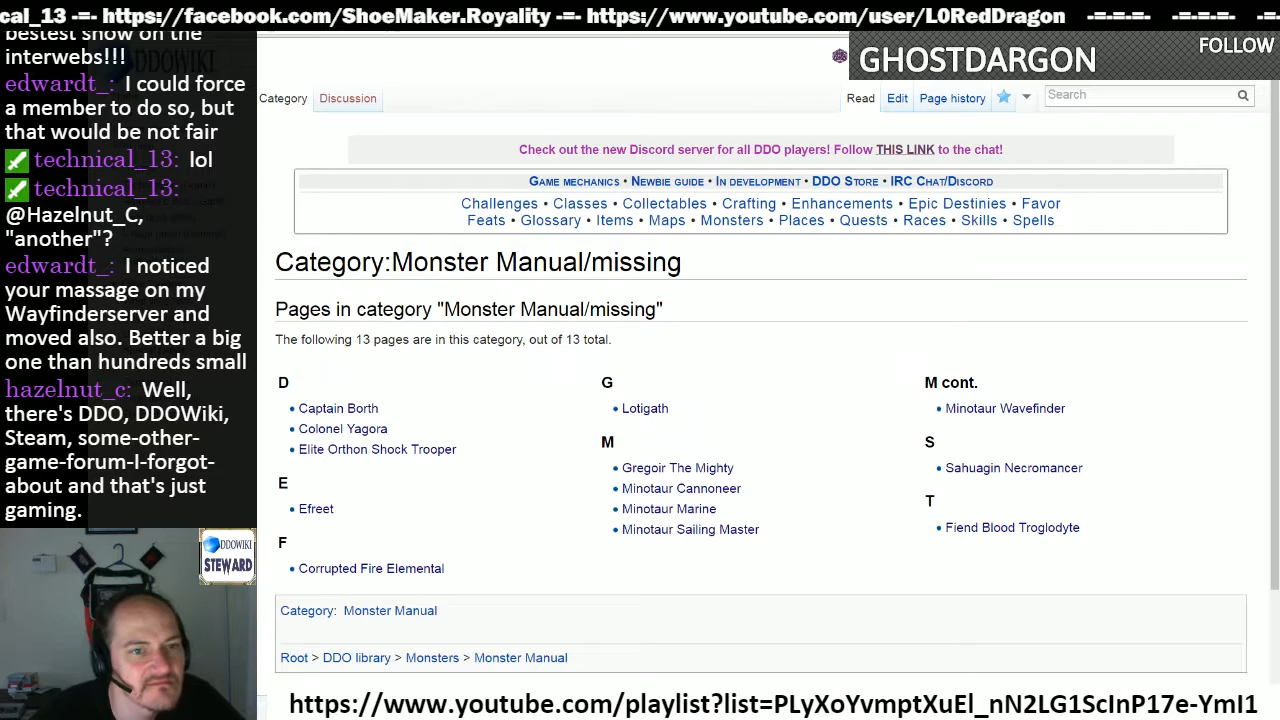 cal_13 -=- https://facebook.com/ShoeMaker.Royality -=- https://www.youtube.com/user/L0RedDragon -=-=-=- -=-=-=- -=
bestest show on the
interwebs!!!
edwardt_: I could force
a member to do so, but
that would be not fair
technical_13: lol
technical_13:
@Hazelnut_C,
"another"?
edwardt_: I noticed
your massage on my
Wayfinderserver and
moved also. Better a big
one than hundreds small
hazelnut_c: Well,
there's DDO, DDOWiki,
Steam, some-other-
game-forum-I-forgot-
about and that's just
gaming.
DDOWIKI
STEWARD
GHOSTDARGON
FOLLOW
Category Discussion
Read Edit Page history Search
Check out the new Discord server for all DDO players! Follow THIS LINK to the chat!
Game mechanics • Newbie guide • In development • DDO Store • IRC Chat/Discord
Challenges • Classes • Collectables • Crafting • Enhancements • Epic Destinies • Favor
Feats • Glossary • Items • Maps • Monsters • Places • Quests • Races • Skills • Spells
Category:Monster Manual/missing
Pages in category "Monster Manual/missing"
The following 13 pages are in this category, out of 13 total.
D
• Captain Borth
• Colonel Yagora
• Elite Orthon Shock Trooper
E
• Efreet
F
• Corrupted Fire Elemental
G
• Lotigath
M
• Gregoir The Mighty
• Minotaur Cannoneer
• Minotaur Marine
• Minotaur Sailing Master
M cont.
• Minotaur Wavefinder
S
• Sahuagin Necromancer
T
• Fiend Blood Troglodyte
Category: Monster Manual
Root > DDO library > Monsters > Monster Manual
https://www.youtube.com/playlist?list=PLyXoYvmptXuEl_nN2LG1ScInP17e-YmI1